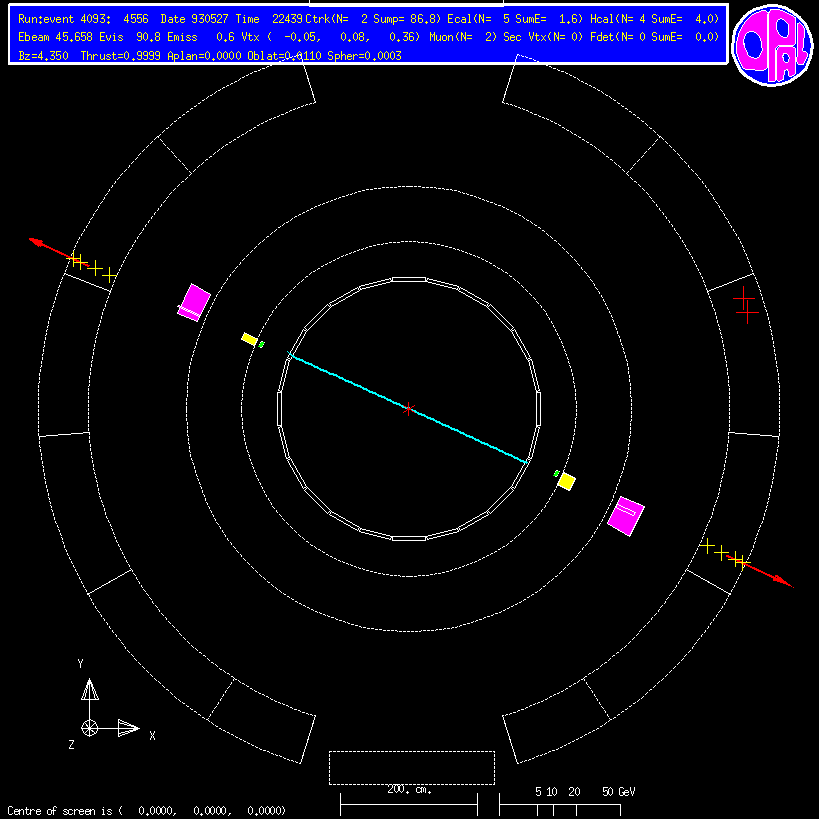 Run:event 4093: 4556 Date 930527 Time 22439 Ctrk(N= 2 Sump= 86.8) Ecal(N= 5 SumE= 1.6) Hcal(N= 4 SumE= 4.0)
Ebeam 45.658 Evis 90.8 Emiss 0.6 Vtx ( -0.05, 0.08, 0.36) Muon(N= 2) Sec Vtx(N= 0) Fdet(N= 0 SumE= 0.0)
Bz=4.350 Thrust=0.9999 Aplan=0.0000 Oblat=0.0110 Spher=0.0003
OPAL
Y
X
Z
200. cm.
5 10 20 50 GeV
Centre of screen is ( 0.0000, 0.0000, 0.0000)